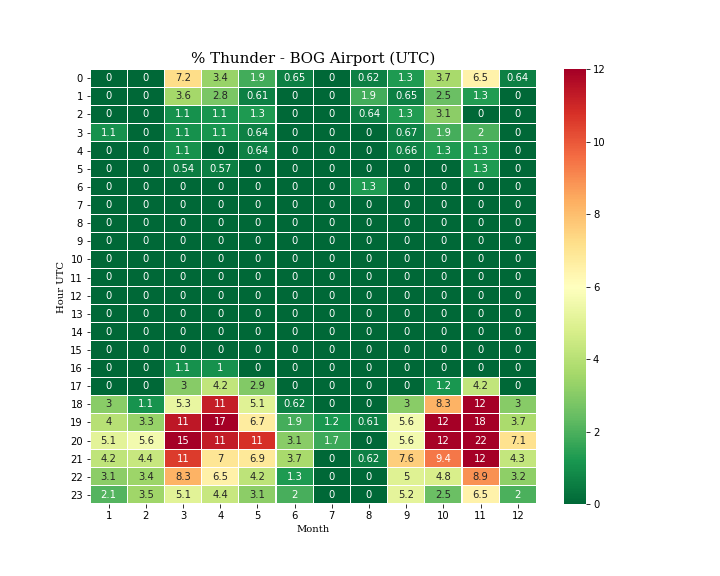 % Thunder - BOG Airport (UTC)
0 0 0 7.2 3.4 1.9 0.65 0 0.62 1.3 3.7 6.5 0.64
1 0 0 3.6 2.8 0.61 0 0 1.9 0.65 2.5 1.3 0
2 0 0 1.1 1.1 1.3 0 0 0.64 1.3 3.1 0 0
3 1.1 0 1.1 1.1 0.64 0 0 0 0.67 1.9 2 0
4 0 0 1.1 0 0.64 0 0 0 0.66 1.3 1.3 0
5 0 0 0.54 0.57 0 0 0 0 0 0 1.3 0
6 0 0 0 0 0 0 0 1.3 0 0 0 0
7 0 0 0 0 0 0 0 0 0 0 0 0
8 0 0 0 0 0 0 0 0 0 0 0 0
9 0 0 0 0 0 0 0 0 0 0 0 0
10 0 0 0 0 0 0 0 0 0 0 0 0
11 0 0 0 0 0 0 0 0 0 0 0 0
12 0 0 0 0 0 0 0 0 0 0 0 0
13 0 0 0 0 0 0 0 0 0 0 0 0
14 0 0 0 0 0 0 0 0 0 0 0 0
15 0 0 0 0 0 0 0 0 0 0 0 0
16 0 0 1.1 1 0 0 0 0 0 0 0 0
17 0 0 3 4.2 2.9 0 0 0 0 1.2 4.2 0
18 3 1.1 5.3 11 5.1 0.62 0 0 3 8.3 12 3
19 4 3.3 11 17 6.7 1.9 1.2 0.61 5.6 12 18 3.7
20 5.1 5.6 15 11 11 3.1 1.7 0 5.6 12 22 7.1
21 4.2 4.4 11 7 6.9 3.7 0 0.62 7.6 9.4 12 4.3
22 3.1 3.4 8.3 6.5 4.2 1.3 0 0 5 4.8 8.9 3.2
23 2.1 3.5 5.1 4.4 3.1 2 0 0 5.2 2.5 6.5 2
1 2 3 4 5 6 7 8 9 10 11 12
Month
Hour UTC
12
10
8
6
4
2
0